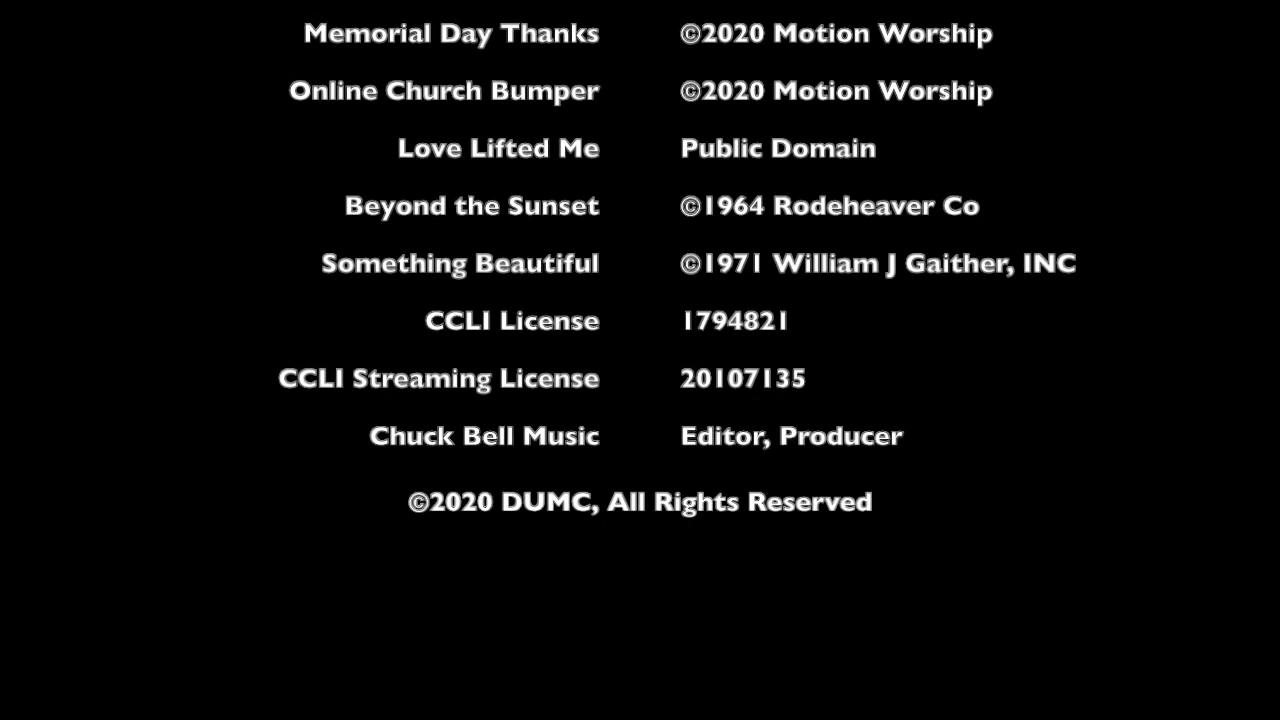 Memorial Day Thanks ©2020 Motion Worship
Online Church Bumper ©2020 Motion Worship
Love Lifted Me Public Domain
Beyond the Sunset ©1964 Rodeheaver Co
Something Beautiful ©1971 William J Gaither, INC
CCLI License 1794821
CCLI Streaming License 20107135
Chuck Bell Music Editor, Producer
©2020 DUMC, All Rights Reserved